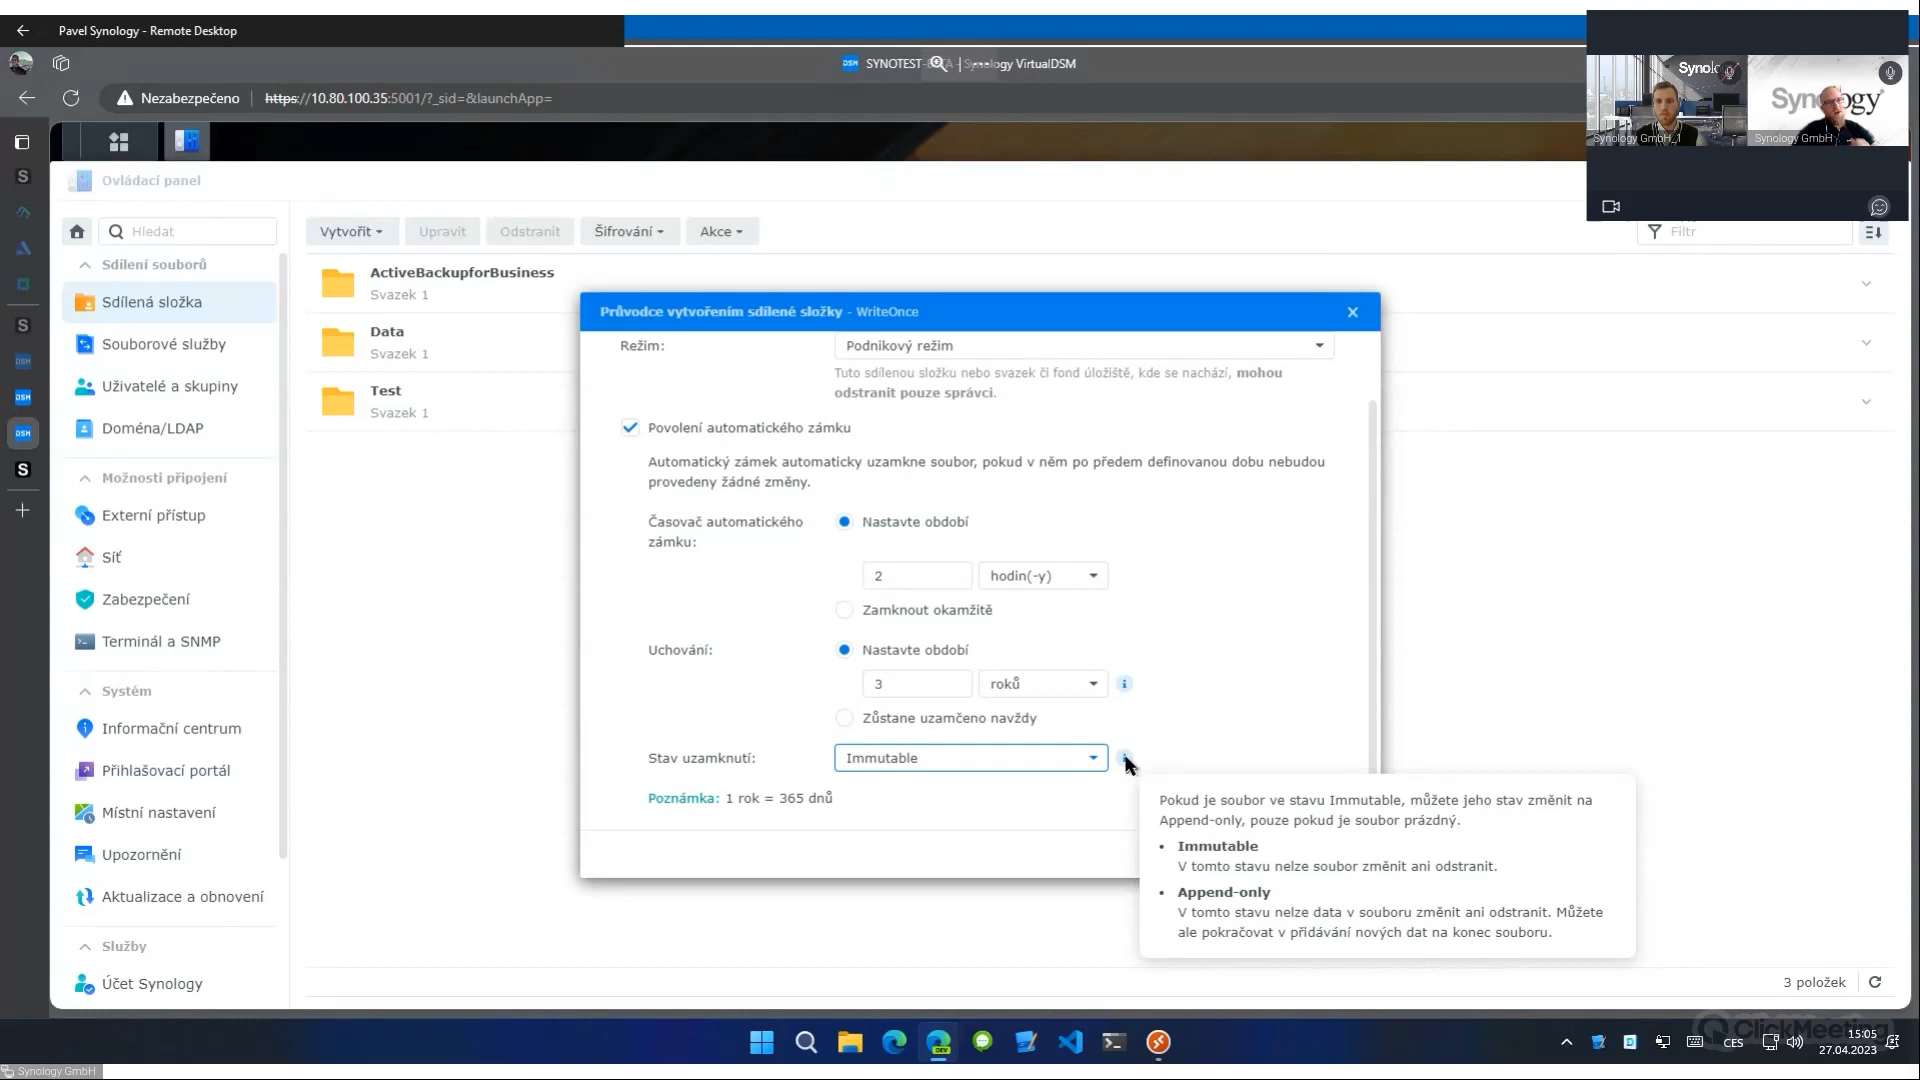 Pavel Synology - Remote Desktop
SYNOTEST-
Synology VirtualDSM
Nezabezpečeno
https://10.80.100.35:5001/?_sid=&launchApp=
Synology GmbH_1
Synology
Synology GmbH
Ovládací panel
Hledat
Vytvořit
Upravit
Odstranit
Šifrování
Akce
Filtr
Sdílení souborů
Sdílená složka
Souborové služby
Uživatelé a skupiny
Doména/LDAP
Možnosti připojení
Externí přístup
Síť
Zabezpečení
Terminál a SNMP
Systém
Informační centrum
Přihlašovací portál
Místní nastavení
Upozornění
Aktualizace a obnovení
Služby
Účet Synology
ActiveBackupforBusiness
Svazek 1
Data
Svazek 1
Test
Svazek 1
Průvodce vytvořením sdílené složky - WriteOnce
Režim:
Podnikový režim
Tuto sdílenou složku nebo svazek či fond úložiště, kde se nachází, mohou
odstranit pouze správci.
Povolení automatického zámku
Automatický zámek automaticky uzamkne soubor, pokud v něm po předem definovanou dobu nebudou
provedeny žádné změny.
Časovač automatického
zámku:
Nastavte období
2
hodin(-y)
Zamknout okamžitě
Uchování:
Nastavte období
3
roků
Zůstane uzamčeno navždy
Stav uzamknutí:
Immutable
Poznámka: 1 rok = 365 dnů
Pokud je soubor ve stavu Immutable, můžete jeho stav změnit na
Append-only, pouze pokud je soubor prázdný.
• Immutable
V tomto stavu nelze soubor změnit ani odstranit.
• Append-only
V tomto stavu nelze data v souboru změnit ani odstranit. Můžete
ale pokračovat v přidávání nových dat na konec souboru.
3 položek
CES
15:05
27.04.2023
ClickMeeting
Synology GmbH